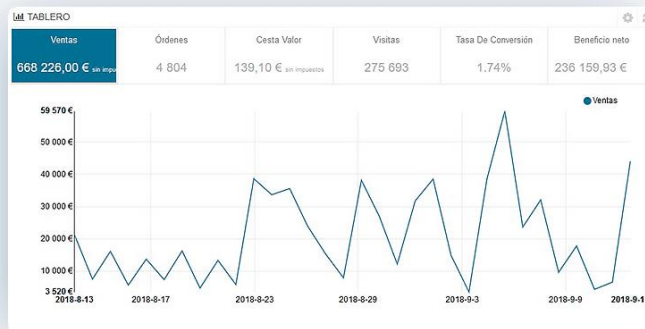 TABLERO
Ventas Órdenes Cesta Valor Visitas Tasa De Conversión Beneficio neto
668 226,00 € sin impu 4 804 139,10 € sin impuestos 275 693 1.74% 236 159,93 €
Ventas
59 570 €
50 000 €
40 000 €
30 000 €
20 000 €
10 000 €
3 520 €
2018-8-13 2018-8-17 2018-8-23 2018-8-29 2018-9-3 2018-9-9 2018-9-1